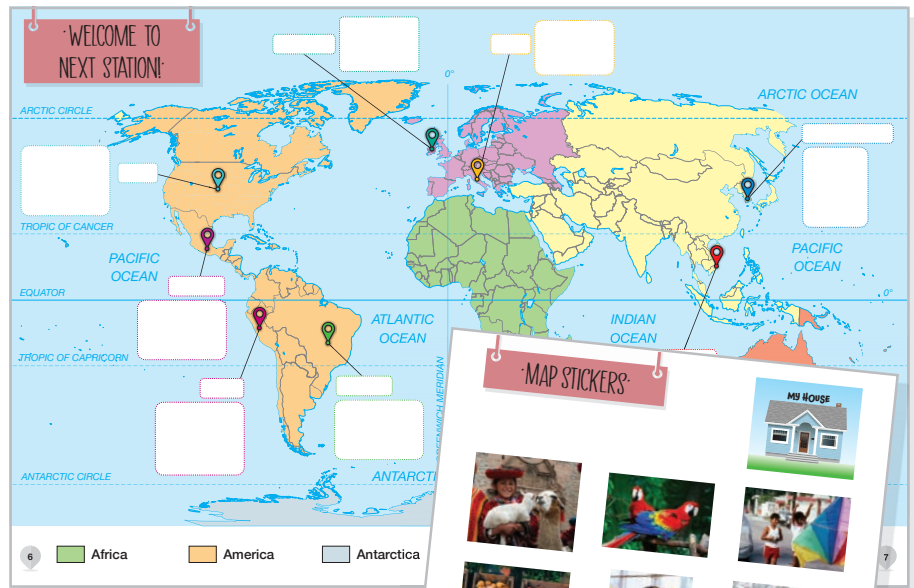 ·WELCOME TO
NEXT STATION!·
0°
ARCTIC CIRCLE
ARCTIC OCEAN
TROPIC OF CANCER
PACIFIC
OCEAN
PACIFIC
OCEAN
EQUATOR
0°
ATLANTIC
OCEAN
INDIAN
OCEAN
TROPIC OF CAPRICORN
GREENWICH MERIDIAN
·MAP STICKERS·
MY HOUSE
ANTARCTIC CIRCLE
ANTARCTI
6
Africa
America
Antarctica
7